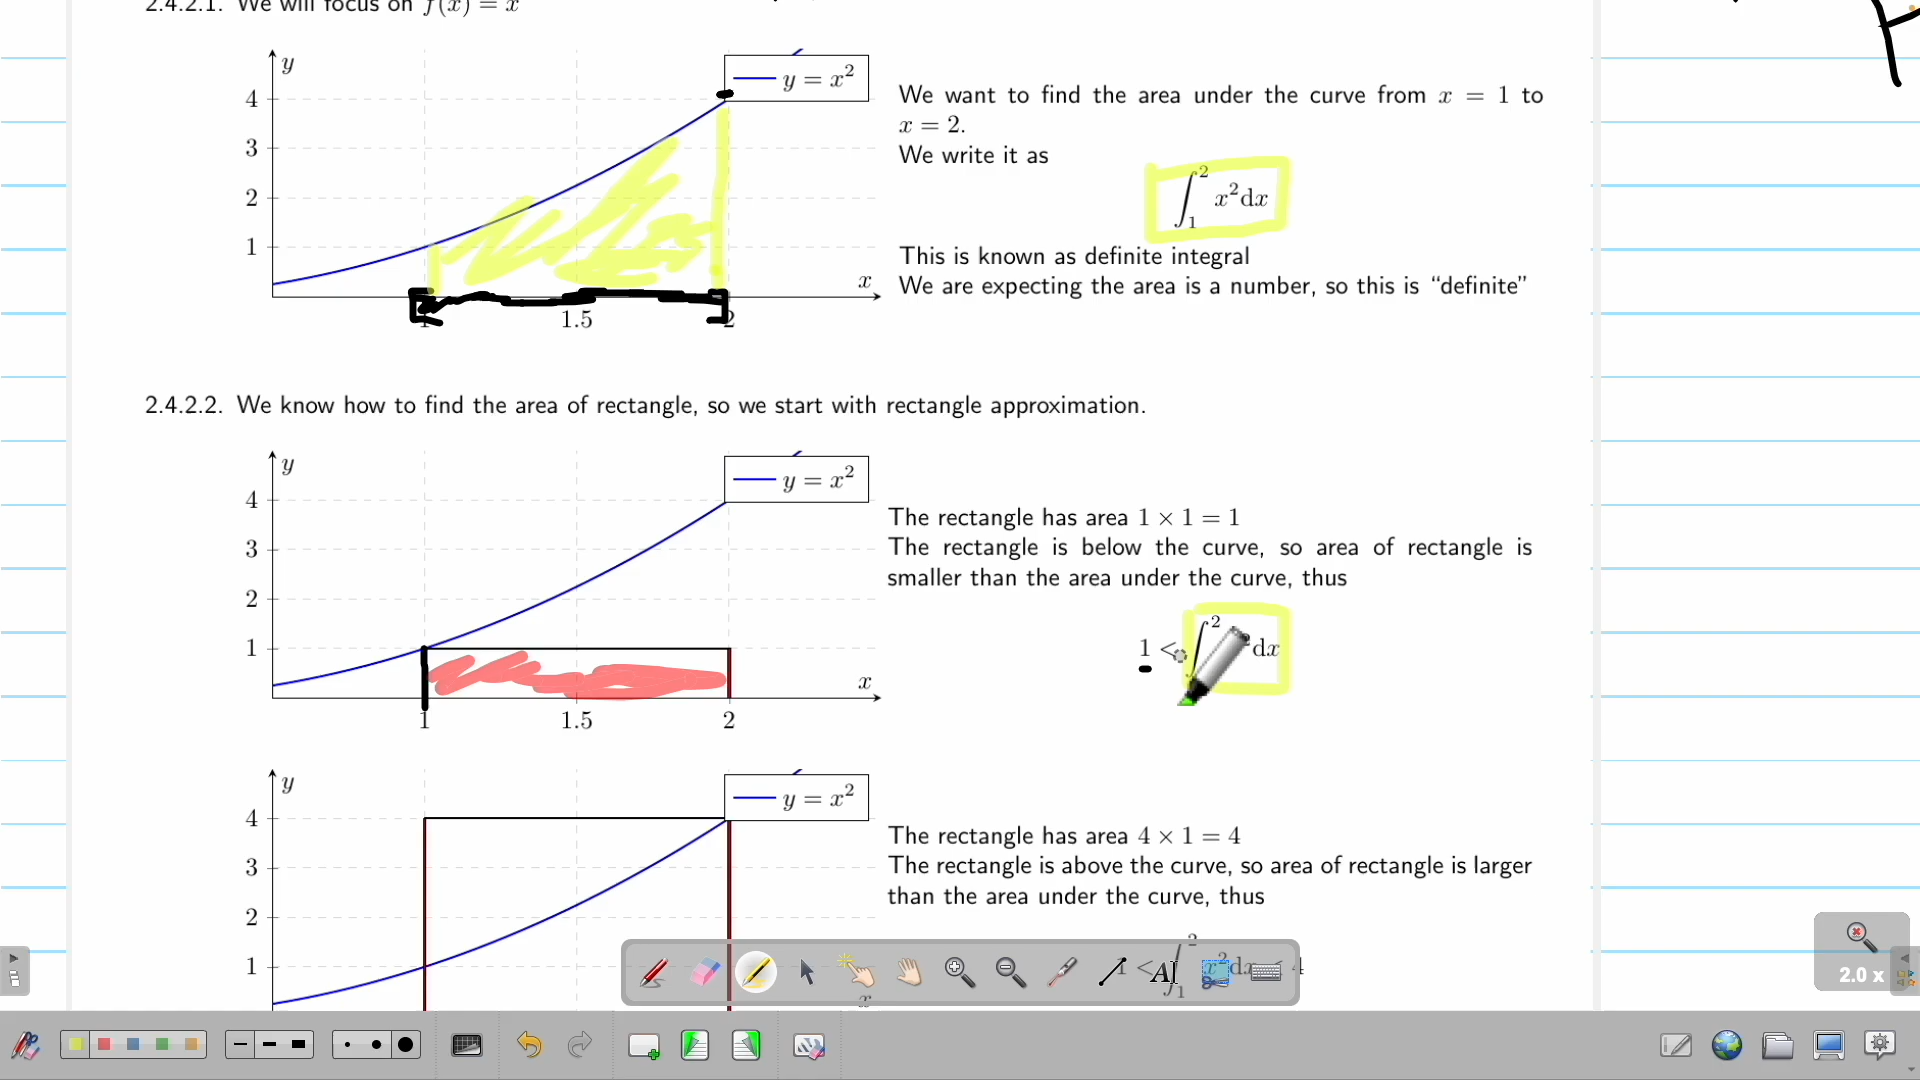 2.4.2.1. We will focus on f(x) = x
y
y = x²
4
3
2
1
x
1.5
2
We want to find the area under the curve from x = 1 to
x = 2.
We write it as
∫₁² x²dx
This is known as definite integral
We are expecting the area is a number, so this is “definite”
2.4.2.2. We know how to find the area of rectangle, so we start with rectangle approximation.
y
y = x²
4
3
2
1
x
1
1.5
2
The rectangle has area 1 × 1 = 1
The rectangle is below the curve, so area of rectangle is
smaller than the area under the curve, thus
1 < ∫² dx
y
y = x²
4
3
2
1
x
The rectangle has area 4 × 1 = 4
The rectangle is above the curve, so area of rectangle is larger
than the area under the curve, thus
1 < ∫₁² x²dx < 4
2.0 x